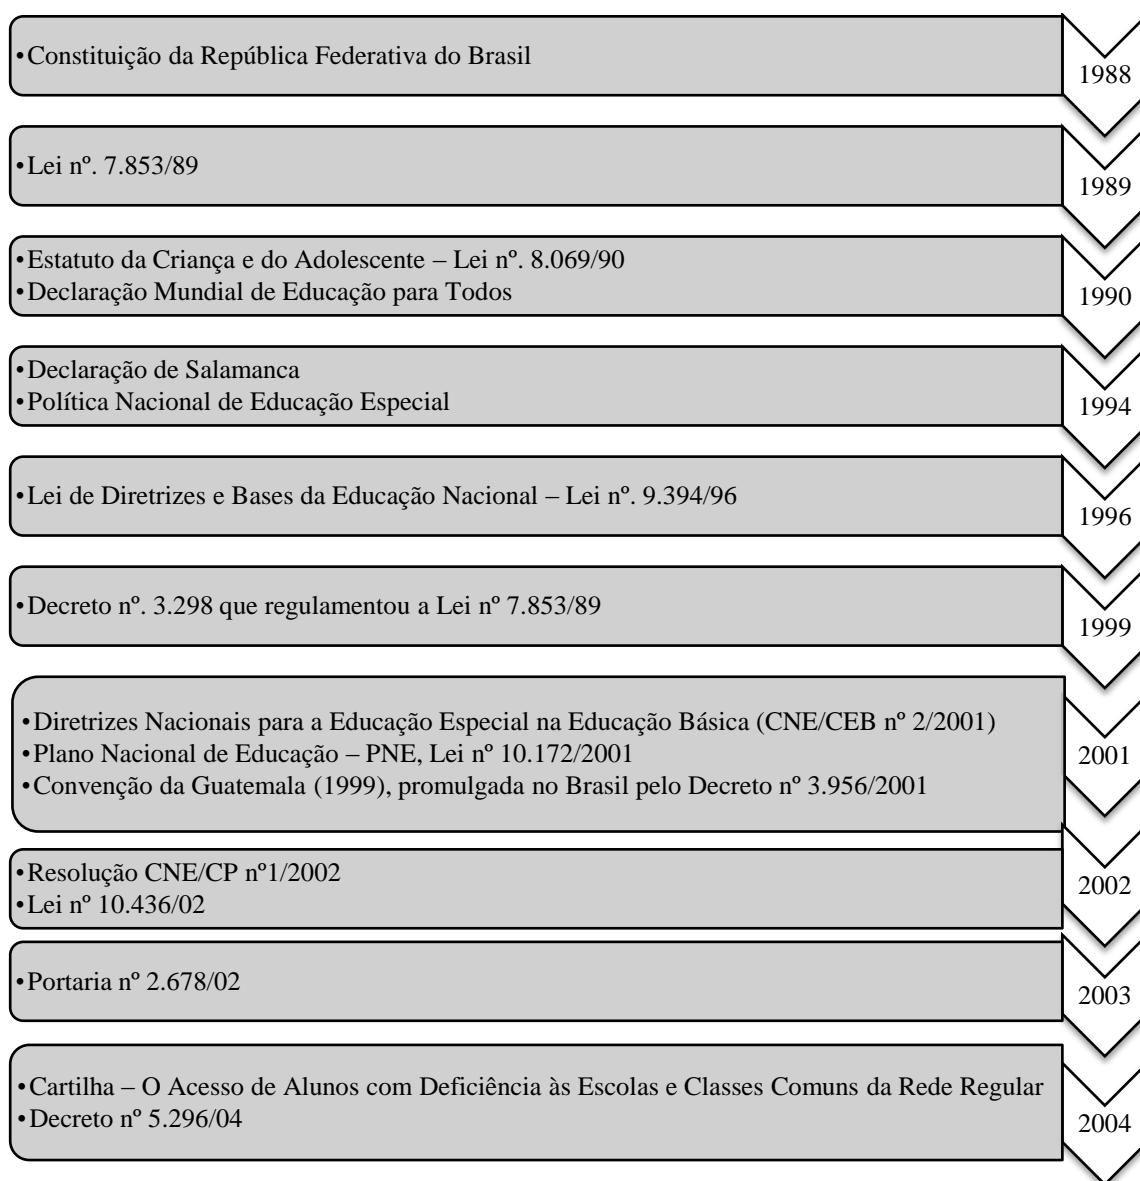 •Constituição da República Federativa do Brasil
1988
•Lei nº. 7.853/89
1989
•Estatuto da Criança e do Adolescente – Lei nº. 8.069/90
•Declaração Mundial de Educação para Todos
1990
•Declaração de Salamanca
•Política Nacional de Educação Especial
1994
•Lei de Diretrizes e Bases da Educação Nacional – Lei nº. 9.394/96
1996
•Decreto nº. 3.298 que regulamentou a Lei nº 7.853/89
1999
•Diretrizes Nacionais para a Educação Especial na Educação Básica (CNE/CEB nº 2/2001)
•Plano Nacional de Educação – PNE, Lei nº 10.172/2001
•Convenção da Guatemala (1999), promulgada no Brasil pelo Decreto nº 3.956/2001
2001
•Resolução CNE/CP nº1/2002
•Lei nº 10.436/02
2002
•Portaria nº 2.678/02
2003
•Cartilha – O Acesso de Alunos com Deficiência às Escolas e Classes Comuns da Rede Regular
•Decreto nº 5.296/04
2004